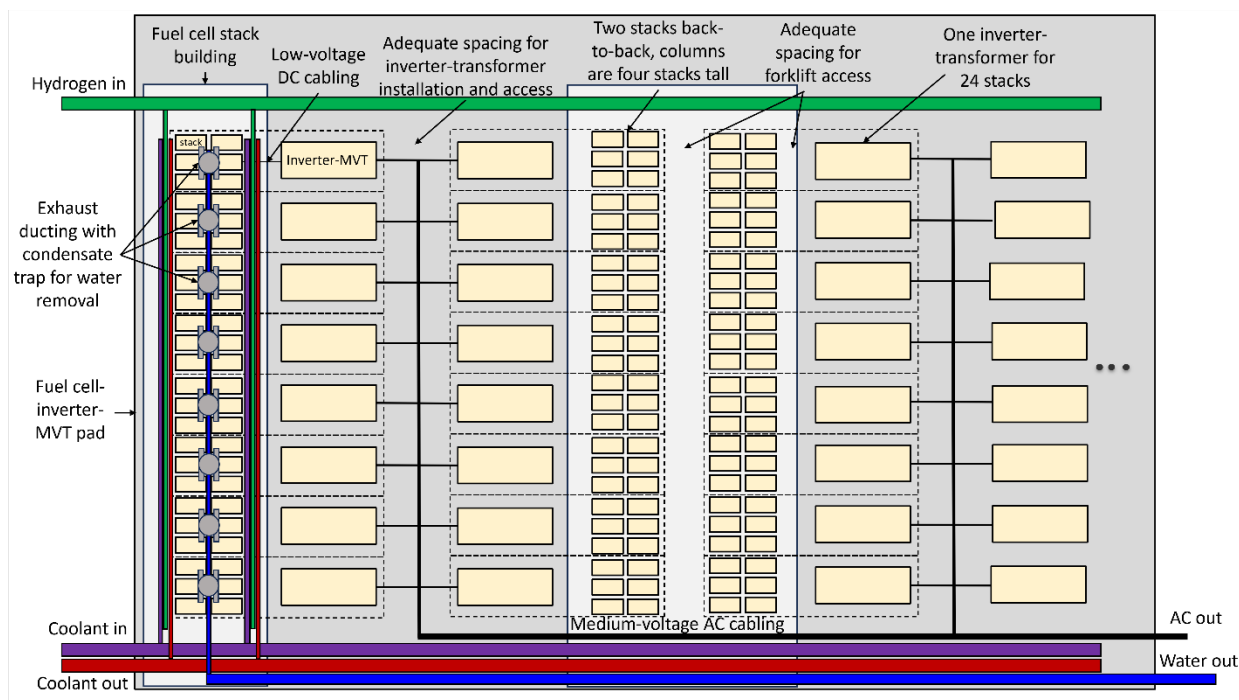 Fuel cell stack
building
Low-voltage
DC cabling
Adequate spacing for
inverter-transformer
installation and access
Two stacks back-
to-back, columns
are four stacks tall
Adequate
spacing for
forklift access
One inverter-
transformer for
24 stacks
Hydrogen in
stack
Inverter-MVT
Exhaust
ducting with
condensate
trap for water
removal
Fuel cell-
inverter-
MVT pad
Medium-voltage AC cabling
Coolant in
AC out
Water out
Coolant out